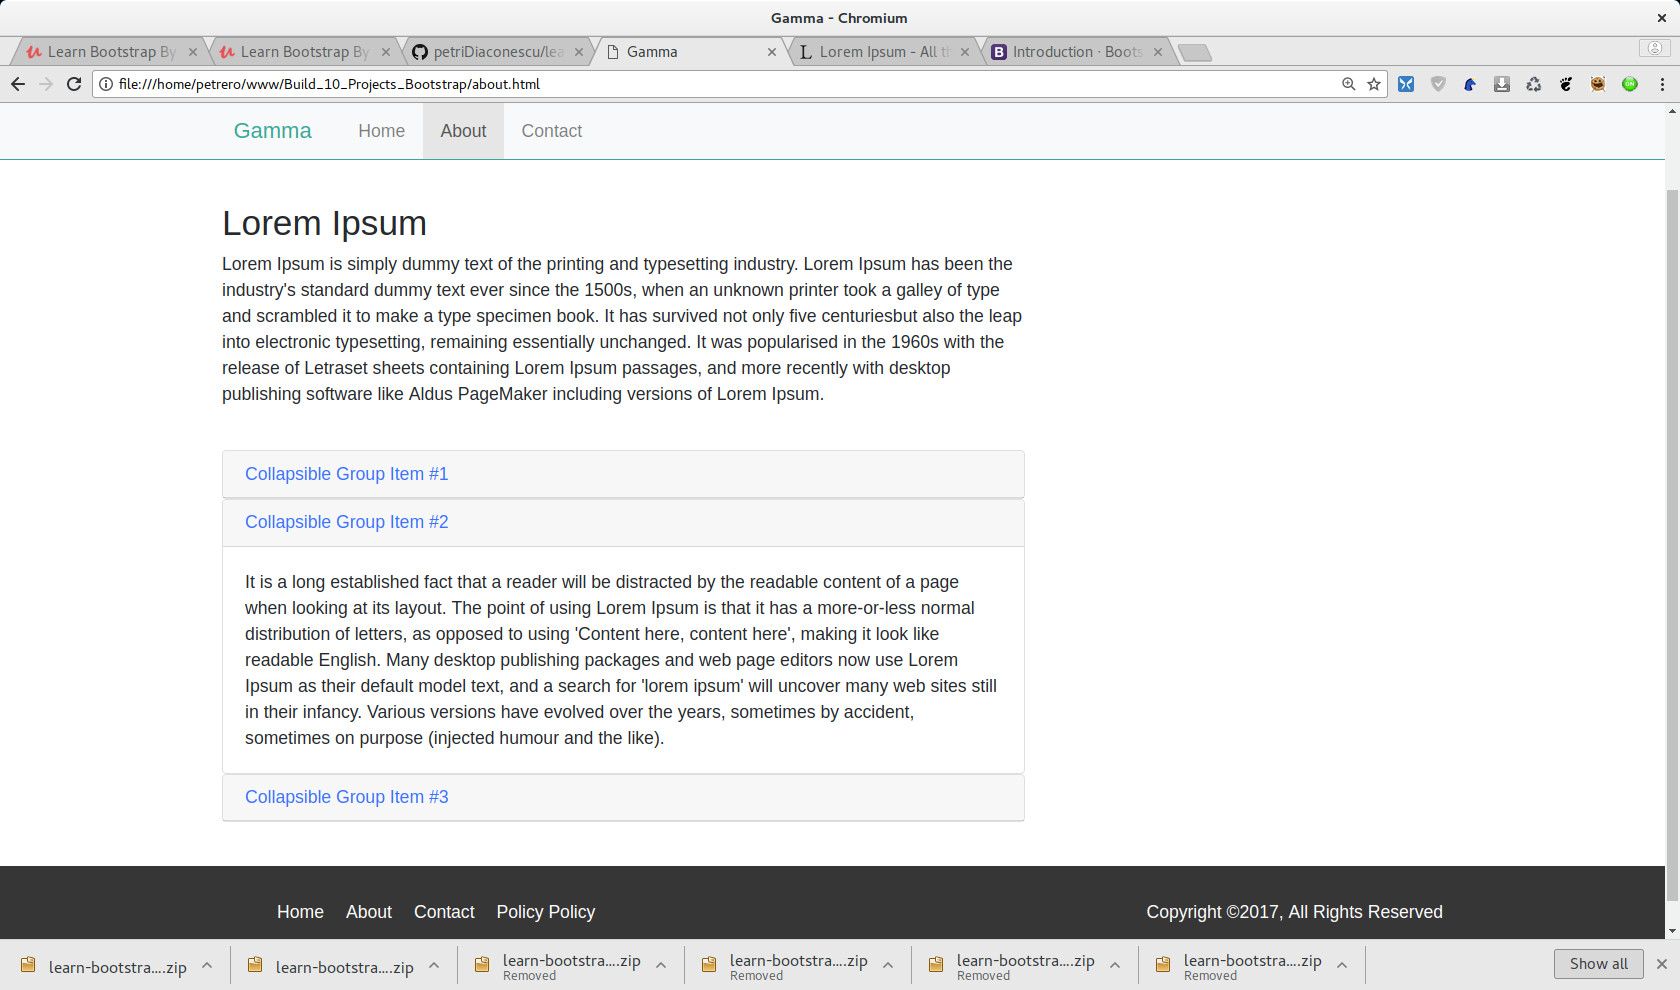 Gamma - Chromium
Learn Bootstrap By
Learn Bootstrap By
petriDiaconescu/lea
Gamma
Lorem Ipsum - All t
Introduction · Boots
file:///home/petrero/www/Build_10_Projects_Bootstrap/about.html
Gamma Home About Contact
Lorem Ipsum
Lorem Ipsum is simply dummy text of the printing and typesetting industry. Lorem Ipsum has been the
industry's standard dummy text ever since the 1500s, when an unknown printer took a galley of type
and scrambled it to make a type specimen book. It has survived not only five centuriesbut also the leap
into electronic typesetting, remaining essentially unchanged. It was popularised in the 1960s with the
release of Letraset sheets containing Lorem Ipsum passages, and more recently with desktop
publishing software like Aldus PageMaker including versions of Lorem Ipsum.
Collapsible Group Item #1
Collapsible Group Item #2
It is a long established fact that a reader will be distracted by the readable content of a page
when looking at its layout. The point of using Lorem Ipsum is that it has a more-or-less normal
distribution of letters, as opposed to using 'Content here, content here', making it look like
readable English. Many desktop publishing packages and web page editors now use Lorem
Ipsum as their default model text, and a search for 'lorem ipsum' will uncover many web sites still
in their infancy. Various versions have evolved over the years, sometimes by accident,
sometimes on purpose (injected humour and the like).
Collapsible Group Item #3
Home About Contact Policy Policy
Copyright ©2017, All Rights Reserved
learn-bootstra....zip
learn-bootstra....zip
learn-bootstra....zip
Removed
learn-bootstra....zip
Removed
learn-bootstra....zip
Removed
learn-bootstra....zip
Removed
Show all